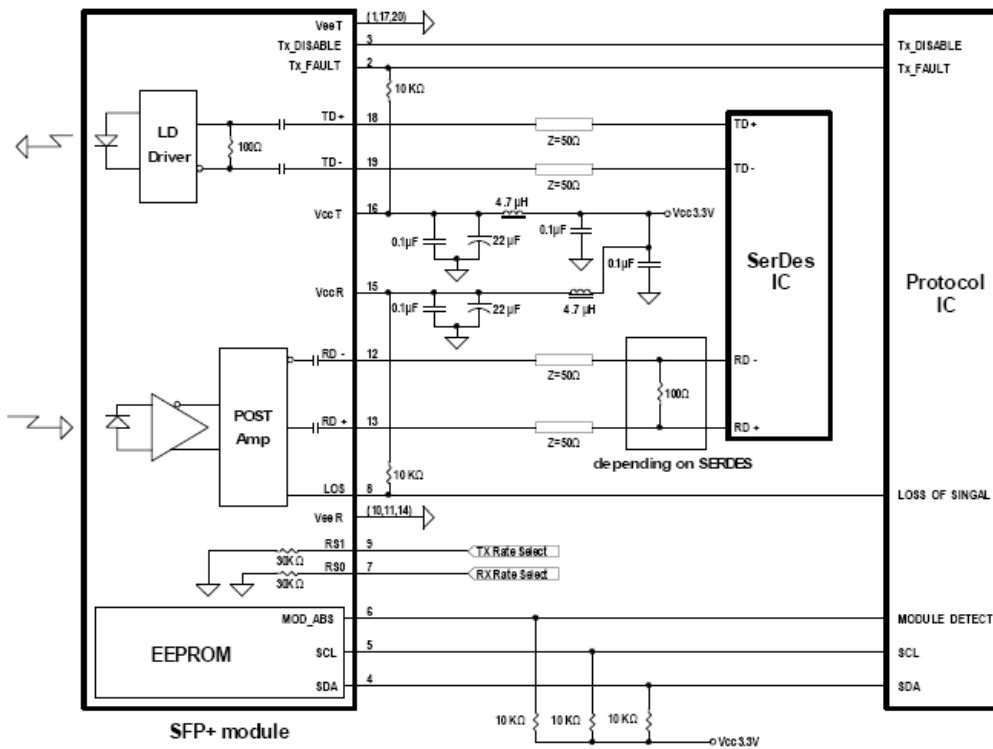 VeeT (1,17,20)
Tx_DISABLE 3 Tx_DISABLE
Tx_FAULT 2 Tx_FAULT
10 KΩ
LD
Driver
100Ω
TD+ 18 TD+
Z=50Ω
TD- 19 TD-
Z=50Ω
4.7 µH
VccT 16 Vcc3.3V
0.1µF 22 µF 0.1µF
0.1µF
SerDes
IC
Protocol
IC
VccR 15
0.1µF 22 µF 4.7 µH
RD - 12 RD -
Z=50Ω
100Ω
POST
Amp
RD + 13 RD +
Z=50Ω
depending on SERDES
10 KΩ
LOS 8 LOSS OF SINGAL
VeeR (10,11,14)
RS1 9 TX Rate Select
30KΩ
RS0 7 RX Rate Select
30KΩ
MOD_ABS 6 MODULE DETECT
EEPROM
SCL 5 SCL
SDA 4 SDA
10 KΩ 10 KΩ 10 KΩ
SFP+ module
Vcc3.3V